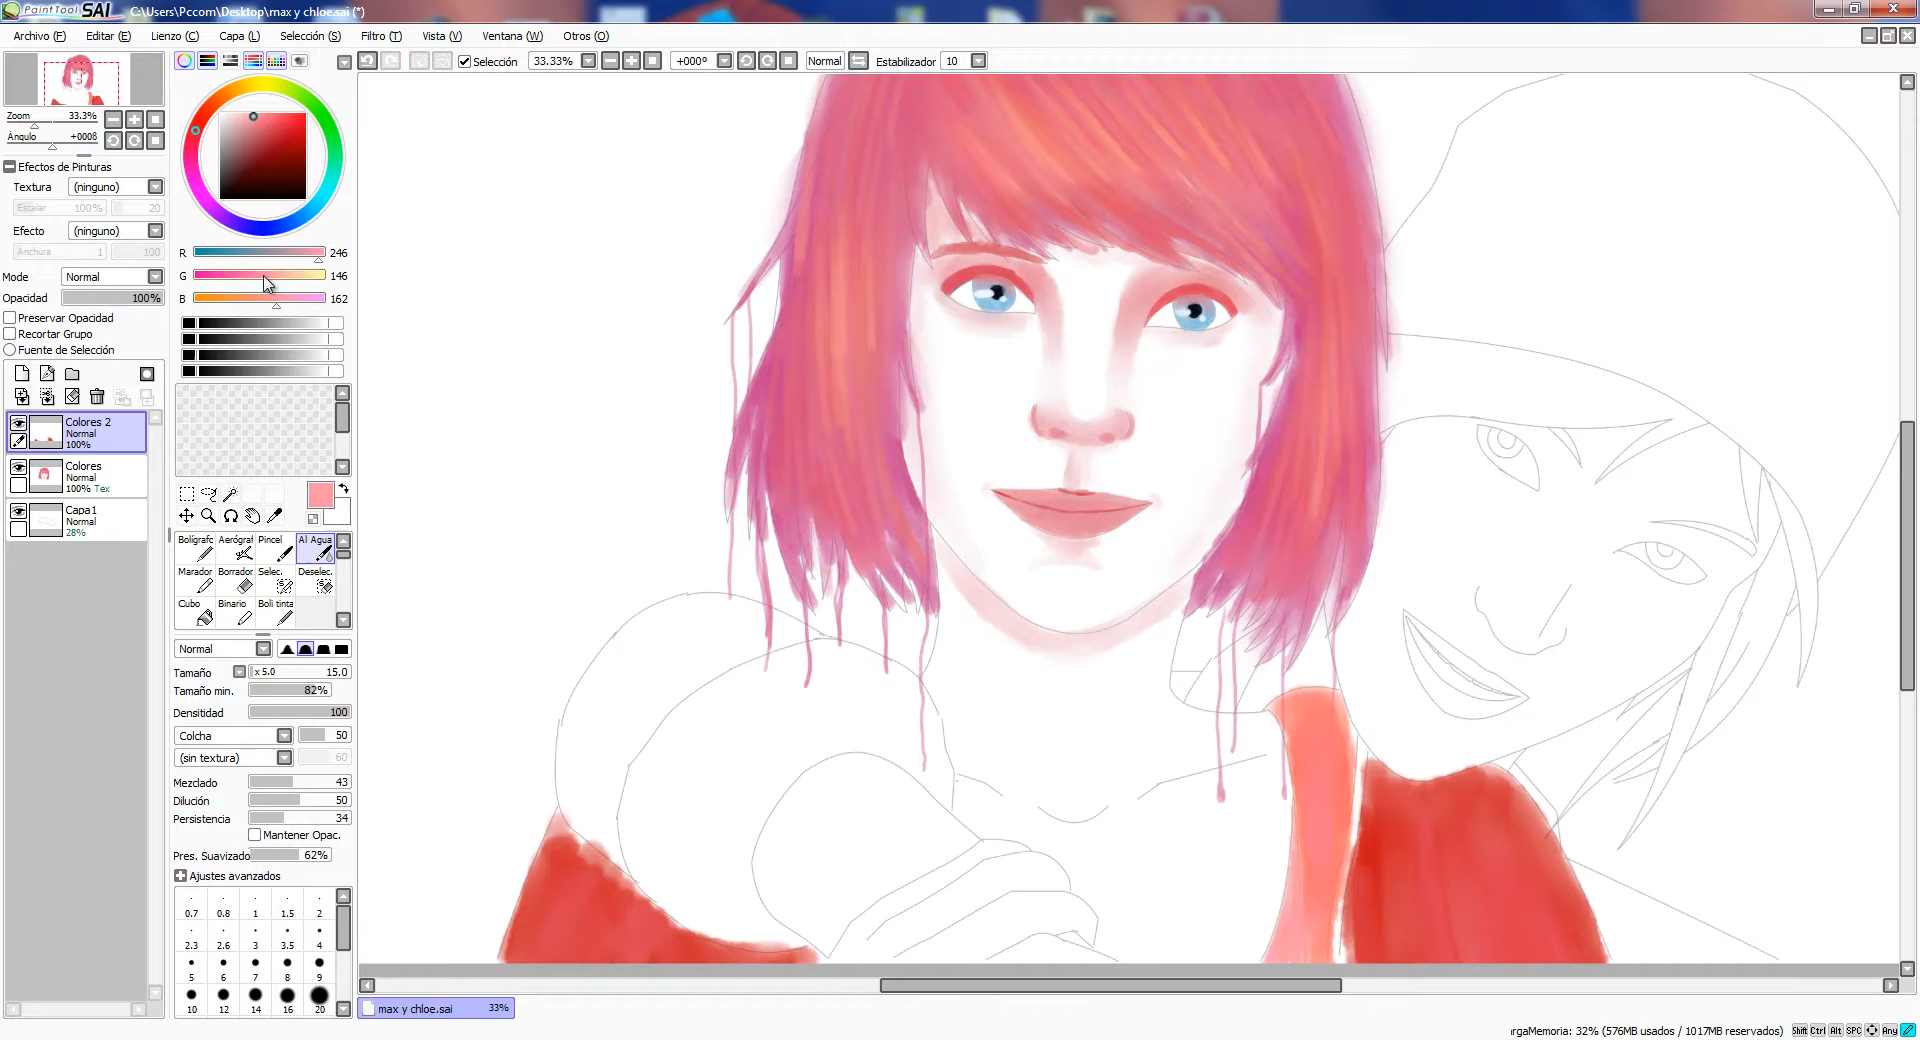 PaintTool SAI C:\Users\Pccom\Desktop\max y chloe.sai (*)
Archivo (F) Editar (E) Lienzo (C) Capa (L) Selección (S) Filtro (T) Vista (V) Ventana (W) Otros (O)
Selección 33.33% +000º Normal Estabilizador 10
Zoom 33.3%
Ángulo +000ß
Efectos de Pinturas
Textura (ninguno)
Escalar 100% 20
Efecto (ninguno)
Anchura 1 100
Mode Normal
Opacidad 100%
Preservar Opacidad
Recortar Grupo
Fuente de Selección
Colores 2
Normal
100%
Colores
Normal
100% Tex
Capa1
Normal
28%
R 246
G 146
B 162
Bolígrafo Aerógraf Pincel Al Agua
Marador Borrador Selec. Deselec.
Cubo Binario Boli tinta
Normal
Tamaño x 5.0 15.0
Tamaño min. 82%
Densitidad 100
Colcha 50
(sin textura) 60
Mezclado 43
Dilución 50
Persistencia 34
Mantener Opac.
Pres. Suavizado 62%
Ajustes avanzados
0.7 0.8 1 1.5 2
2.3 2.6 3 3.5 4
5 6 7 8 9
10 12 14 16 20
max y chloe.sai 33%
rgaMemoria: 32% (576MB usados / 1017MB reservados) Shift Ctrl Alt SPC Any